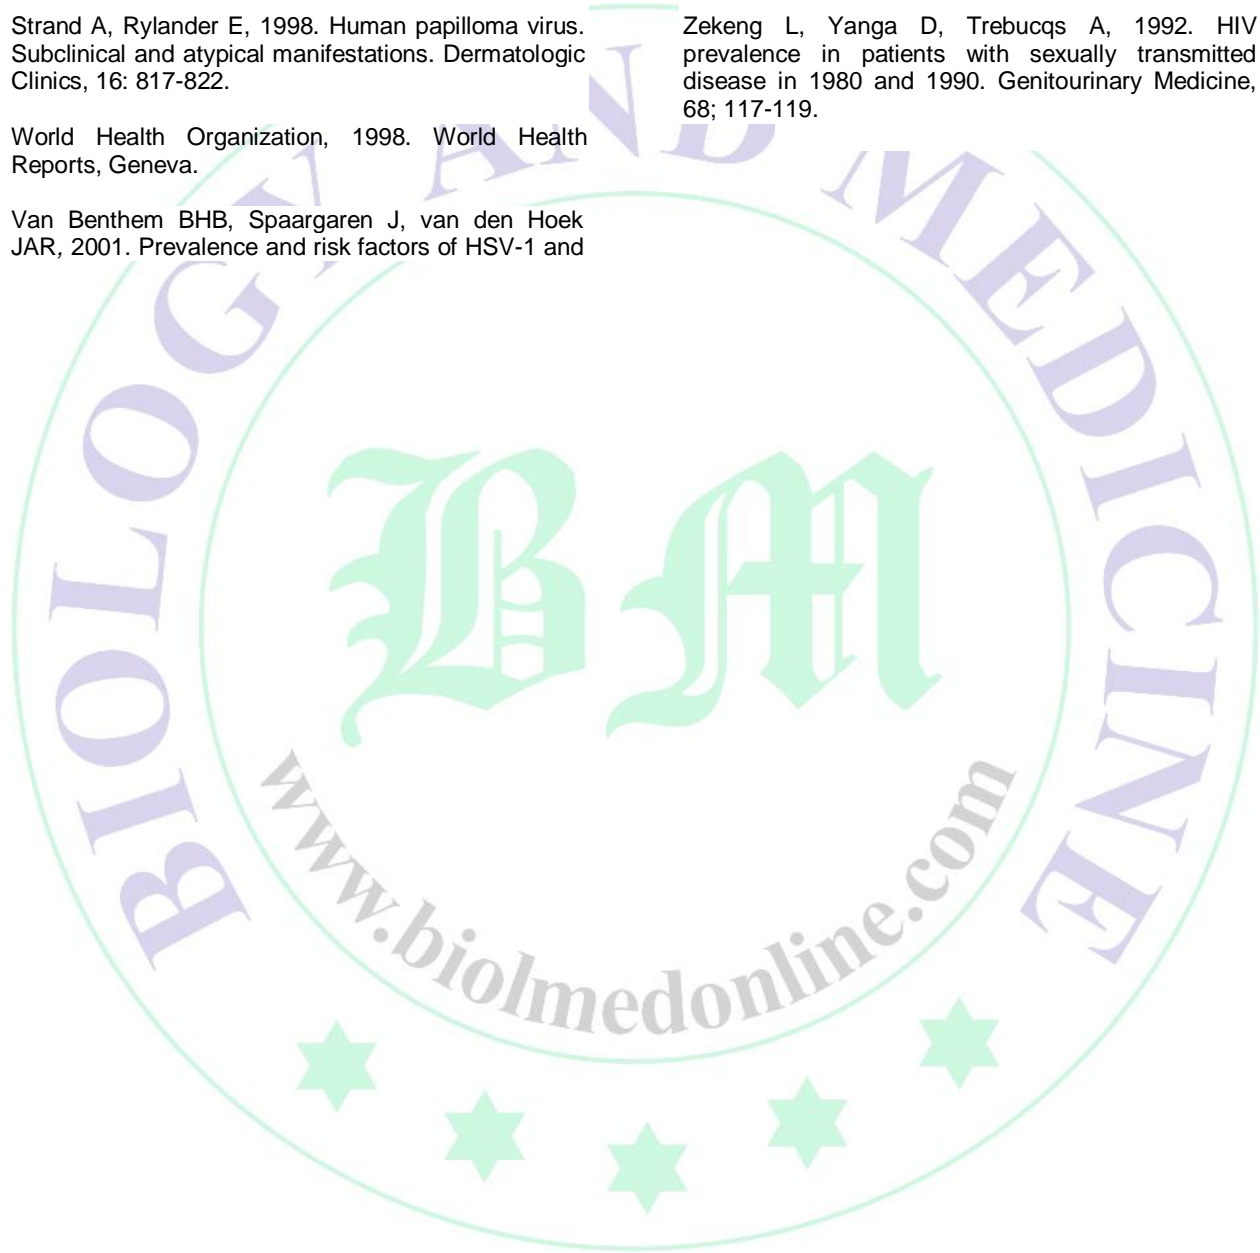 Strand A, Rylander E, 1998. Human papilloma virus.
Subclinical and atypical manifestations. Dermatologic
Clinics, 16: 817-822.
World Health Organization, 1998. World Health
Reports, Geneva.
Van Benthem BHB, Spaargaren J, van den Hoek
JAR, 2001. Prevalence and risk factors of HSV-1 and
Zekeng L, Yanga D, Trebucqs A, 1992. HIV
prevalence in patients with sexually transmitted
disease in 1980 and 1990. Genitourinary Medicine,
68; 117-119.
BIOLOGY AND MEDICINE
BM
www.biolmedonline.com